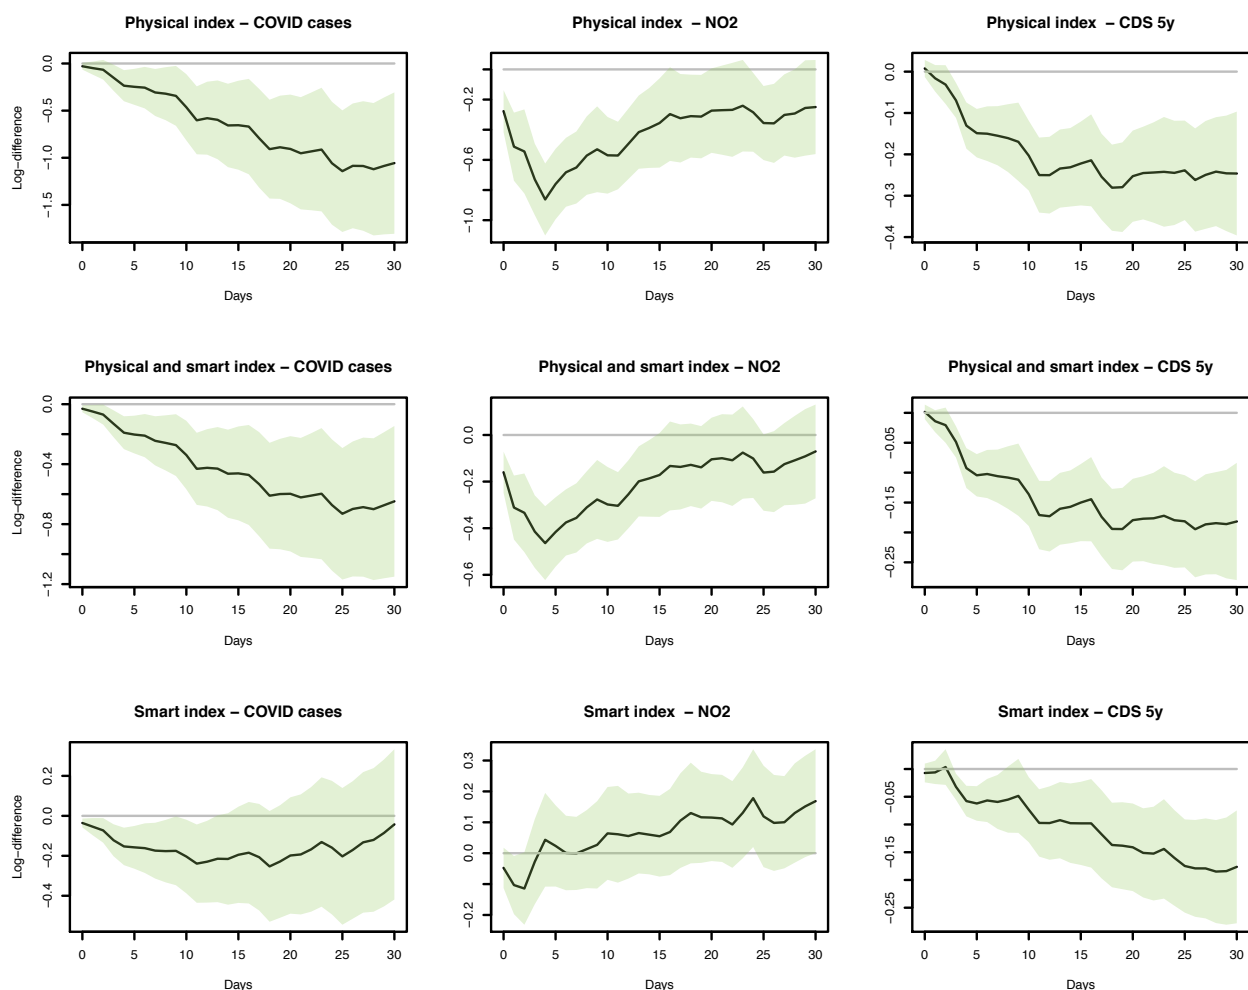 Physical index – COVID cases
Physical index – NO2
Physical index – CDS 5y
Log−difference
0.0
−0.5
−1.0
−1.5
−0.2
−0.6
−1.0
0.0
−0.1
−0.2
−0.3
−0.4
0 5 10 15 20 25 30
0 5 10 15 20 25 30
0 5 10 15 20 25 30
Days
Days
Days
Physical and smart index – COVID cases
Physical and smart index – NO2
Physical and smart index – CDS 5y
Log−difference
0.0
−0.4
−0.8
−1.2
0.0
−0.2
−0.4
−0.6
−0.05
−0.15
−0.25
0 5 10 15 20 25 30
0 5 10 15 20 25 30
0 5 10 15 20 25 30
Days
Days
Days
Smart index – COVID cases
Smart index – NO2
Smart index – CDS 5y
Log−difference
0.2
0.0
−0.2
−0.4
0.3
0.2
0.1
0.0
−0.2
−0.05
−0.15
−0.25
0 5 10 15 20 25 30
0 5 10 15 20 25 30
0 5 10 15 20 25 30
Days
Days
Days